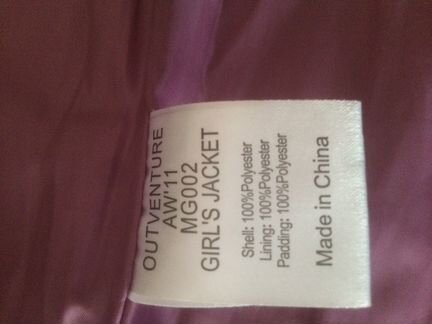 OUTVENTURE
AW'11
MG002
GIRL'S JACKET
Shell: 100%Polyester
Lining: 100%Polyester
Padding: 100%Polyester
Made in China